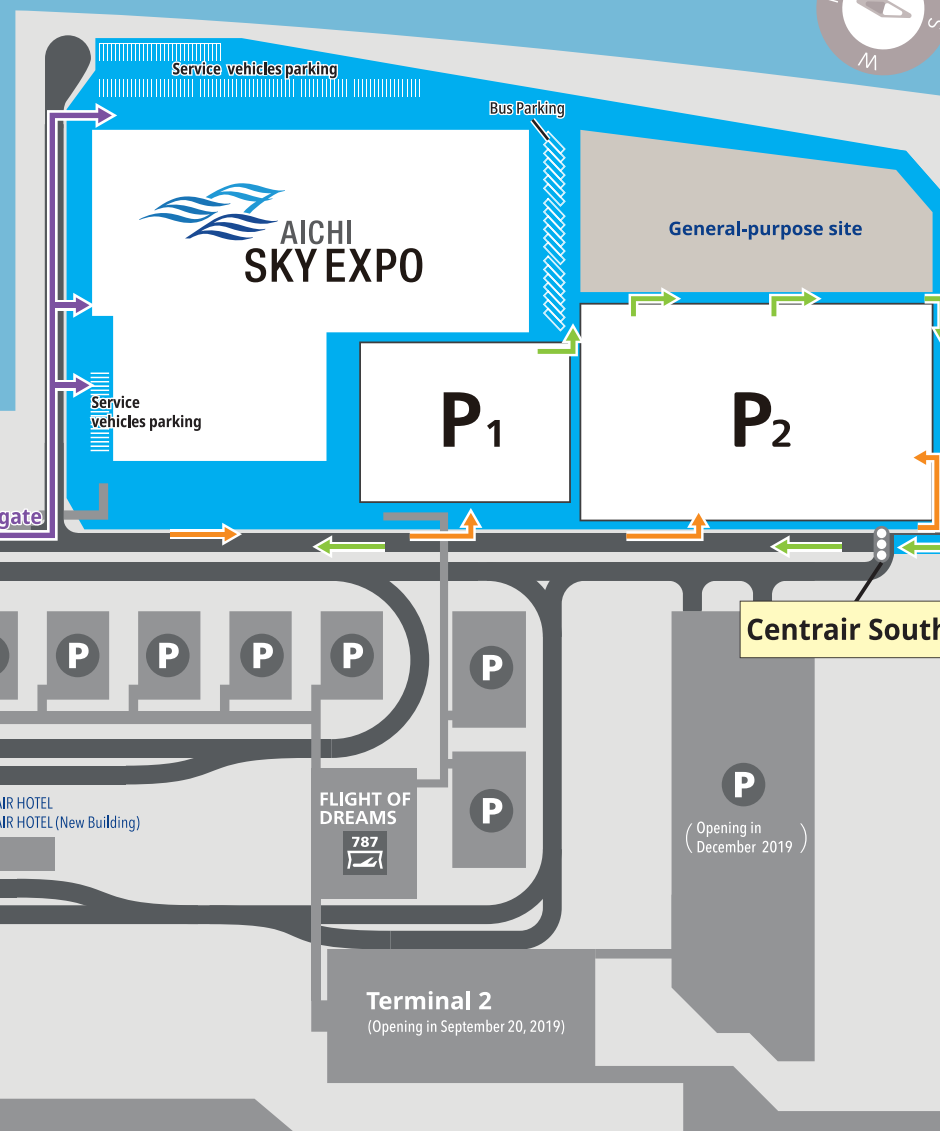 S
W
Service vehicles parking
Bus Parking
AICHI
SKY EXPO
General-purpose site
P1
P2
Service
vehicles parking
gate
Centrair South
P
P
P
P
P
P
AIR HOTEL
AIR HOTEL (New Building)
FLIGHT OF
DREAMS
787
P
(Opening in
December 2019)
Terminal 2
(Opening in September 20, 2019)